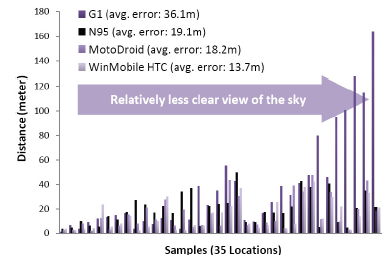 180
160
140
120
100
80
60
40
20
0
Distance (meter)
G1 (avg. error: 36.1m)
N95 (avg. error: 19.1m)
MotoDroid (avg. error: 18.2m)
WinMobile HTC (avg. error: 13.7m)
Relatively less clear view of the sky
Samples (35 Locations)